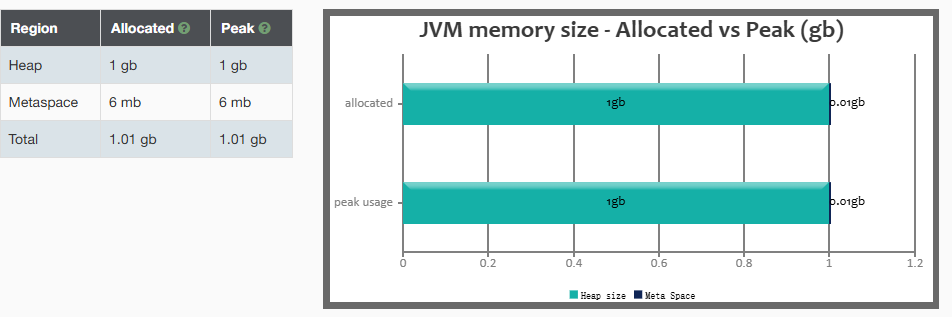 Region Allocated ? Peak ?
Heap 1 gb 1 gb
Metaspace 6 mb 6 mb
Total 1.01 gb 1.01 gb
JVM memory size - Allocated vs Peak (gb)
allocated 1gb 0.01gb
peak usage 1gb 0.01gb
0 0.2 0.4 0.6 0.8 1 1.2
Heap size Meta Space